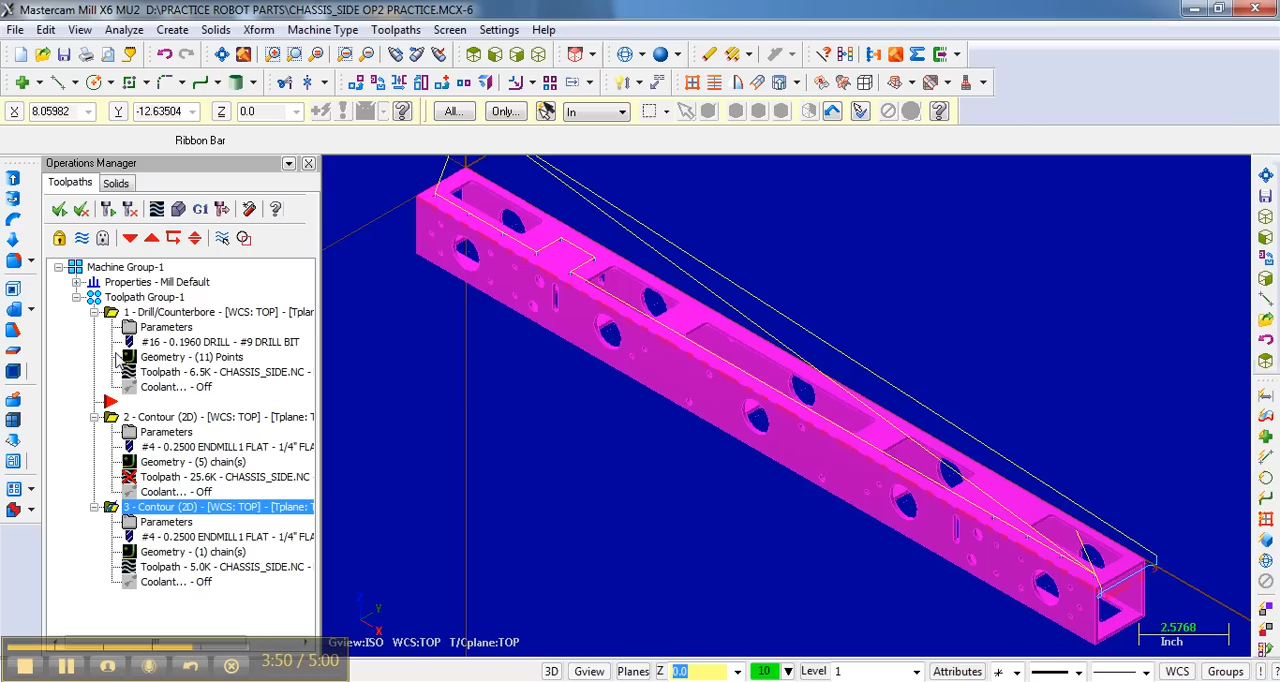 Mastercam Mill X6 MU2 D:\PRACTICE ROBOT PARTS\CHASSIS_SIDE OP2 PRACTICE.MCX-6
File Edit View Analyze Create Solids Xform Machine Type Toolpaths Screen Settings Help
X 8.05982 Y -12.63504 Z 0.0 All... Only... In
Ribbon Bar
Operations Manager
Toolpaths Solids
G1
Machine Group-1
Properties - Mill Default
Toolpath Group-1
1 - Drill/Counterbore - [WCS: TOP] - [Tplar
Parameters
#16 - 0.1960 DRILL - #9 DRILL BIT
Geometry - (11) Points
Toolpath - 6.5K - CHASSIS_SIDE.NC -
Coolant... - Off
2 - Contour (2D) - [WCS: TOP] - [Tplane: T
Parameters
#4 - 0.2500 ENDMILL1 FLAT - 1/4" FLA
Geometry - (5) chain(s)
Toolpath - 25.6K - CHASSIS_SIDE.NC
Coolant... - Off
3 - Contour (2D) - [WCS: TOP] - [Tplane: T
Parameters
#4 - 0.2500 ENDMILL1 FLAT - 1/4" FLA
Geometry - (1) chain(s)
Toolpath - 5.0K - CHASSIS_SIDE.NC -
Coolant... - Off
Z Y X
2.5768
Inch
Gview:ISO WCS:TOP T/Cplane:TOP
3:50 / 5:00
3D Gview Planes Z 0.0 10 Level 1 Attributes WCS Groups ! ?